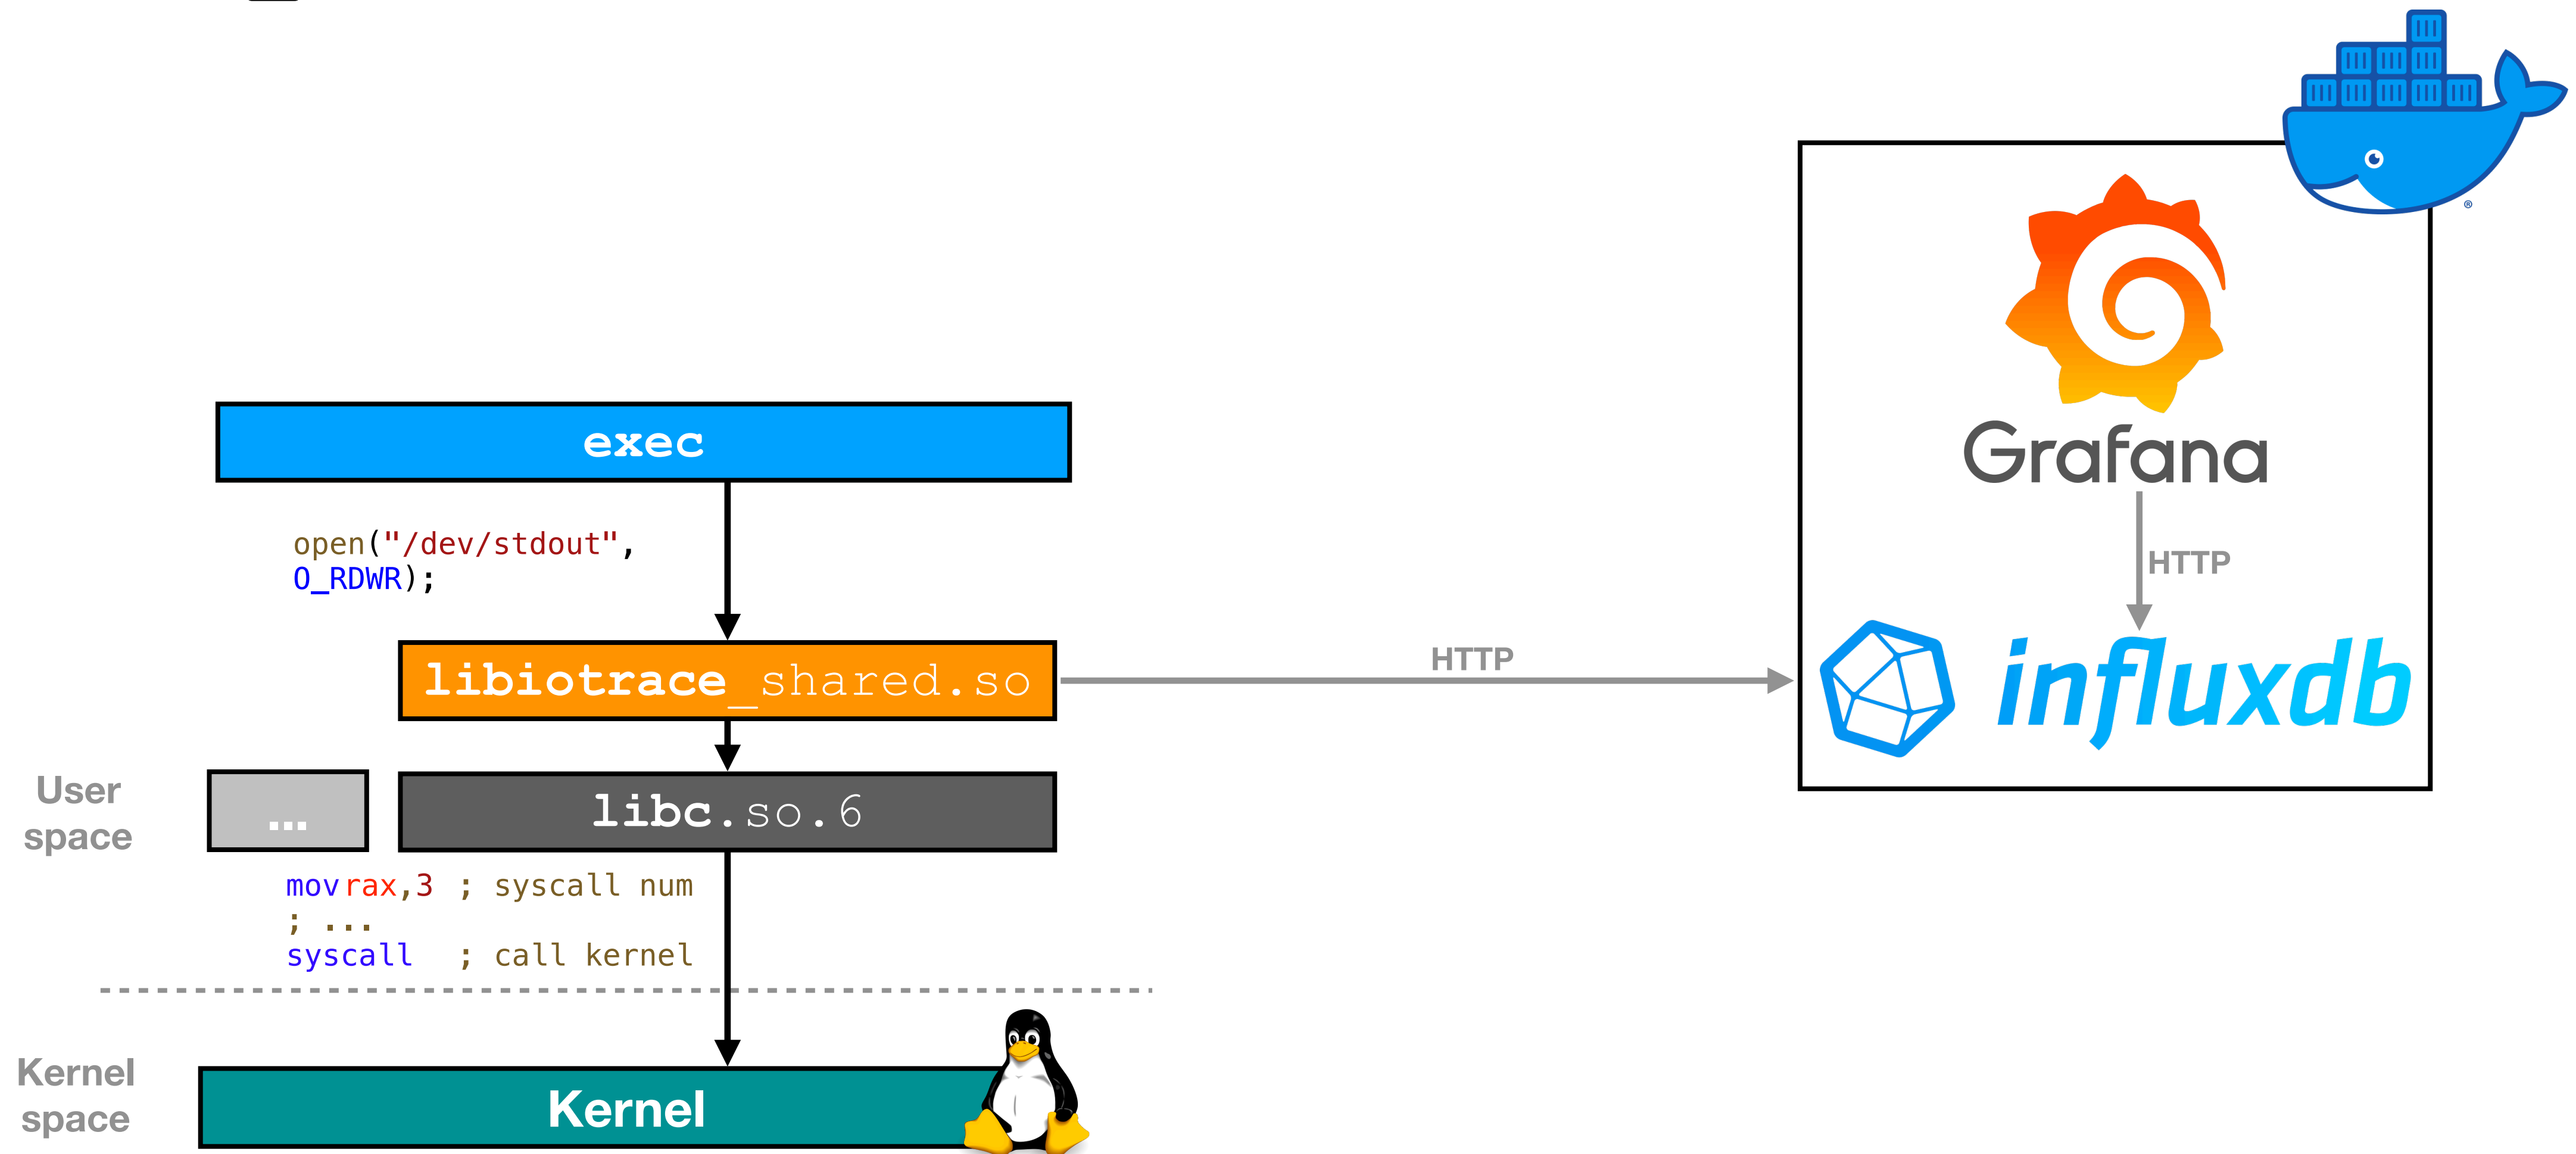 exec
open("/dev/stdout",
O_RDWR);
libiotrace_shared.so
HTTP
User
space
...
libc.so.6
mov rax,3 ; syscall num
; ...
syscall ; call kernel
Kernel
space
Kernel
Grafana
HTTP
influxdb
®